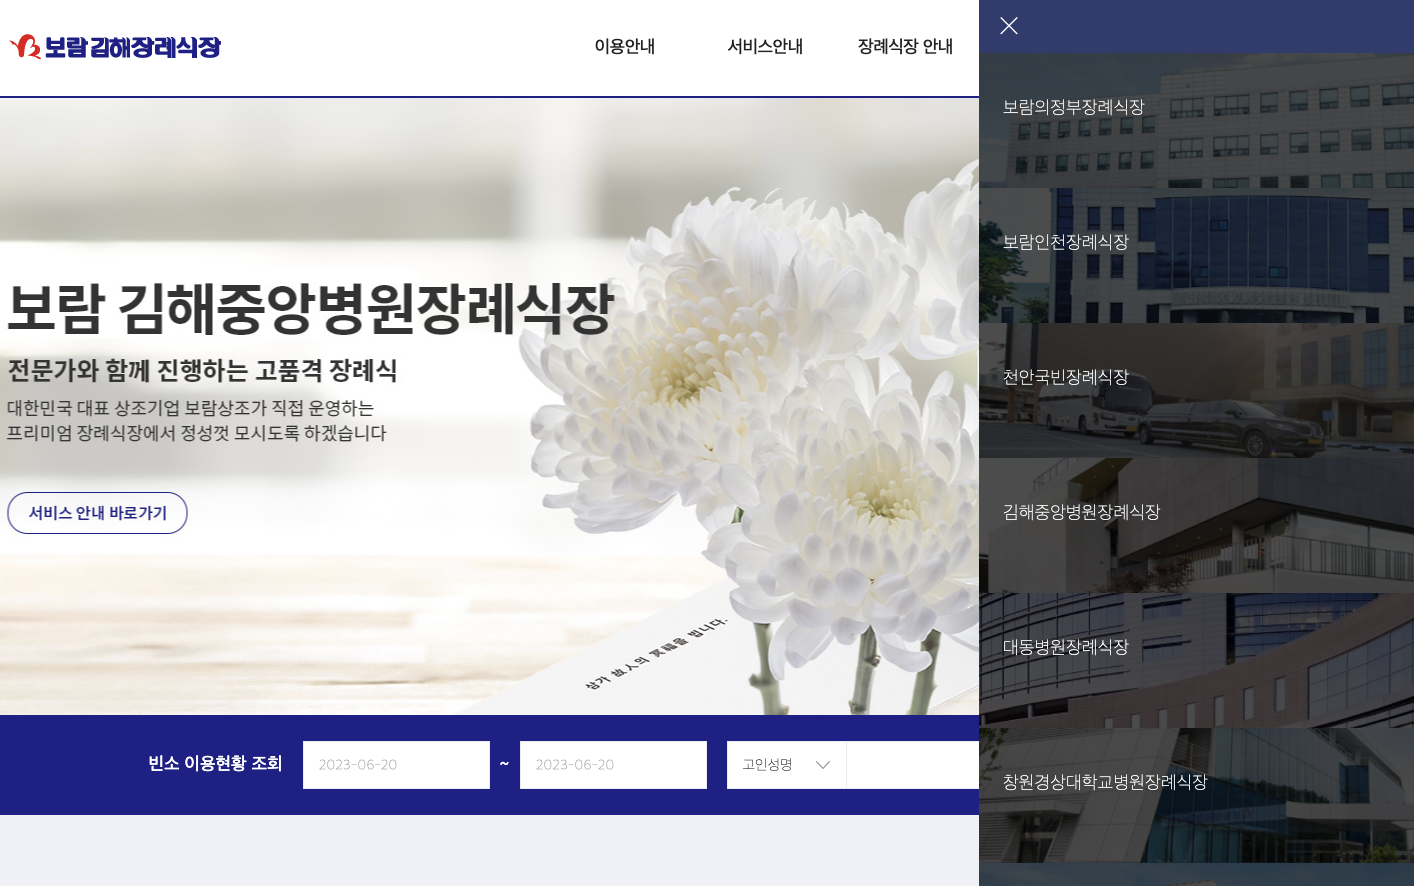 보람 김해장례식장
이용안내
서비스안내
장례식장 안내
보람 김해중앙병원장례식장
전문가와 함께 진행하는 고품격 장례식
대한민국 대표 상조기업 보람상조가 직접 운영하는
프리미엄 장례식장에서 정성껏 모시도록 하겠습니다
서비스 안내 바로가기
삼가 故人의 冥福을 빕니다.
빈소 이용현황 조회
2023-06-20
~
2023-06-20
고인성명
보람의정부장례식장
보람인천장례식장
천안국빈장례식장
김해중앙병원장례식장
대동병원장례식장
창원경상대학교병원장례식장